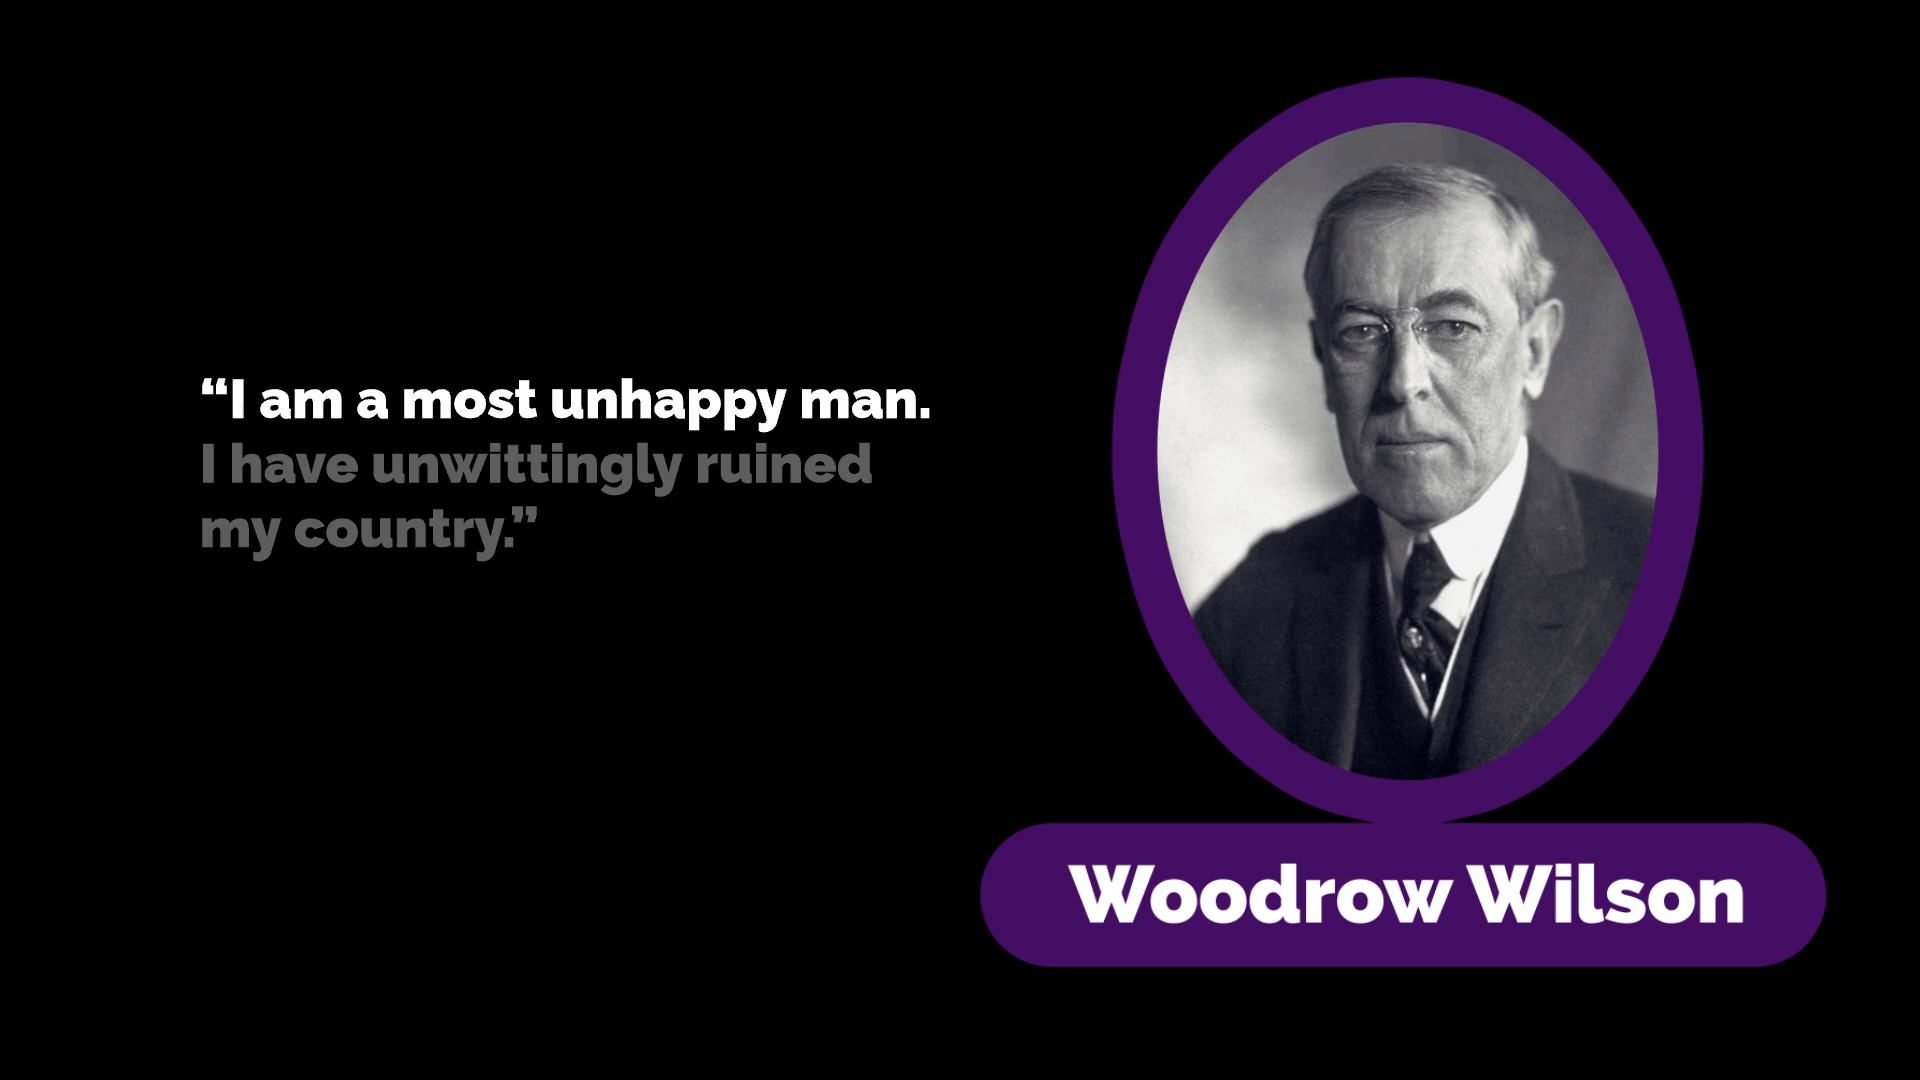 “I am a most unhappy man.
I have unwittingly ruined
my country.”
Woodrow Wilson